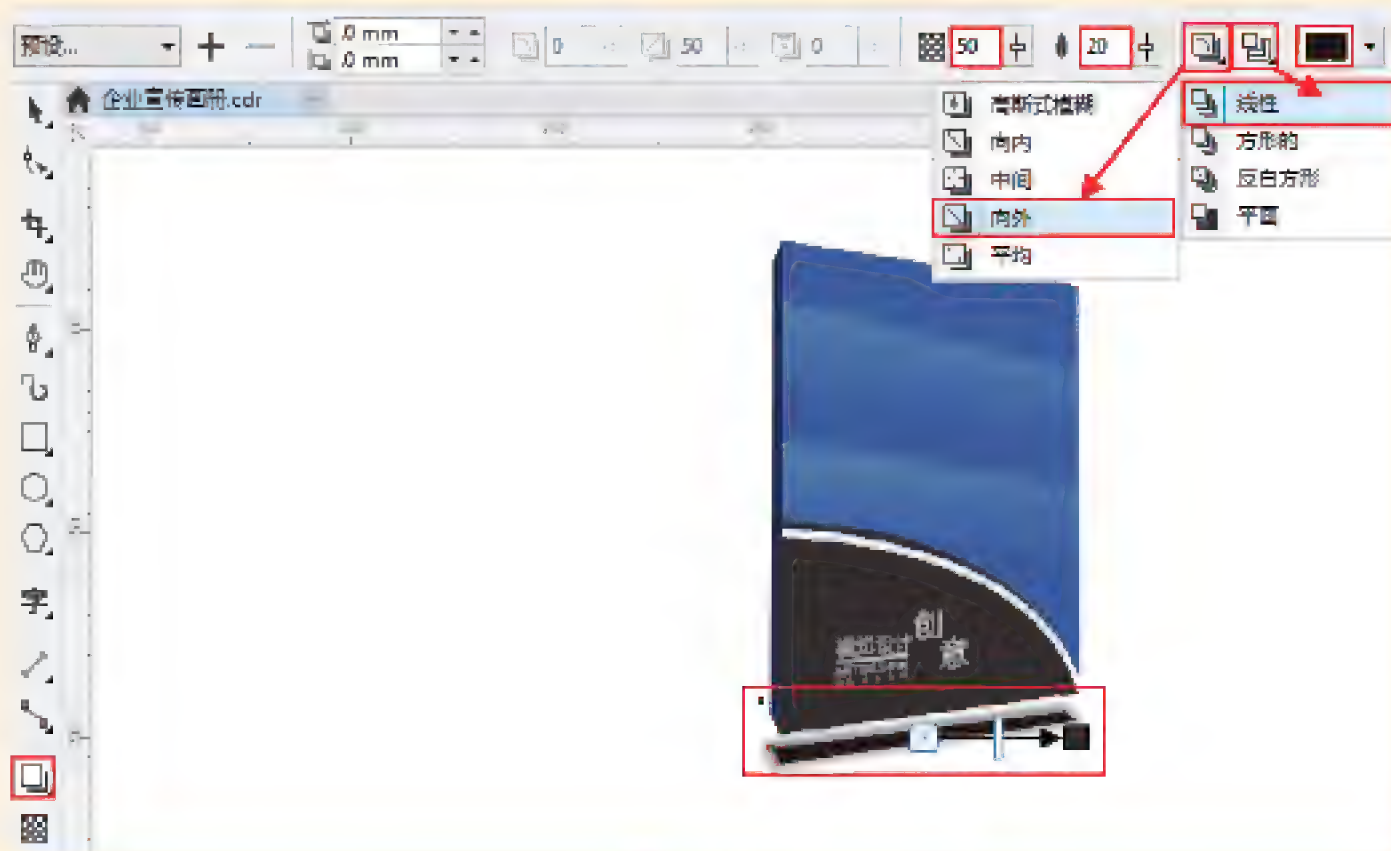 预设...
.0 mm
.0 mm
0
50
0
50
20
企业宣传画册.cdr
高斯式模糊
向内
中间
向外
平均
线性
方形的
反白方形
平面
字
创
意